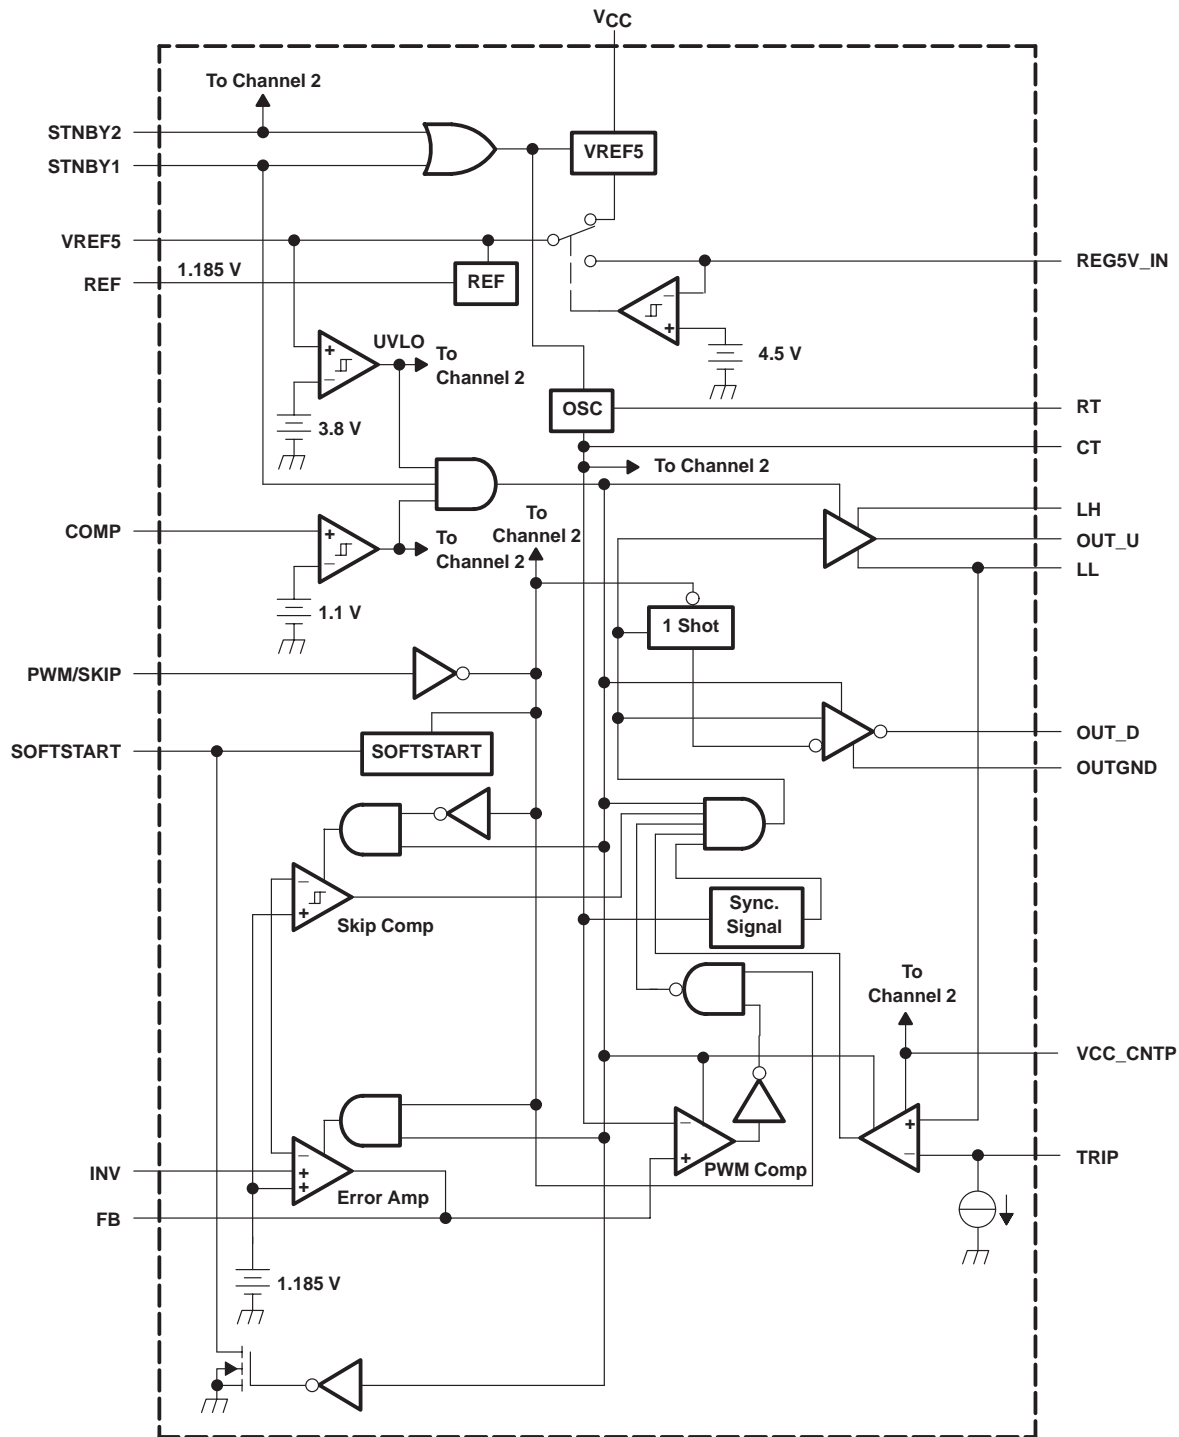 VCC
To Channel 2
STNBY2
STNBY1
VREF5
VREF5
REF
1.185 V
REF
REG5V_IN
–
+
4.5 V
UVLO
To
Channel 2
+
–
3.8 V
OSC
RT
CT
To Channel 2
COMP
+
–
To
Channel 2
To
Channel 2
1.1 V
LH
OUT_U
LL
1 Shot
PWM/SKIP
SOFTSTART
SOFTSTART
OUT_D
OUTGND
–
+
Skip Comp
Sync.
Signal
To
Channel 2
VCC_CNTP
–
+
PWM Comp
+
–
TRIP
INV
–
+
+
Error Amp
FB
1.185 V